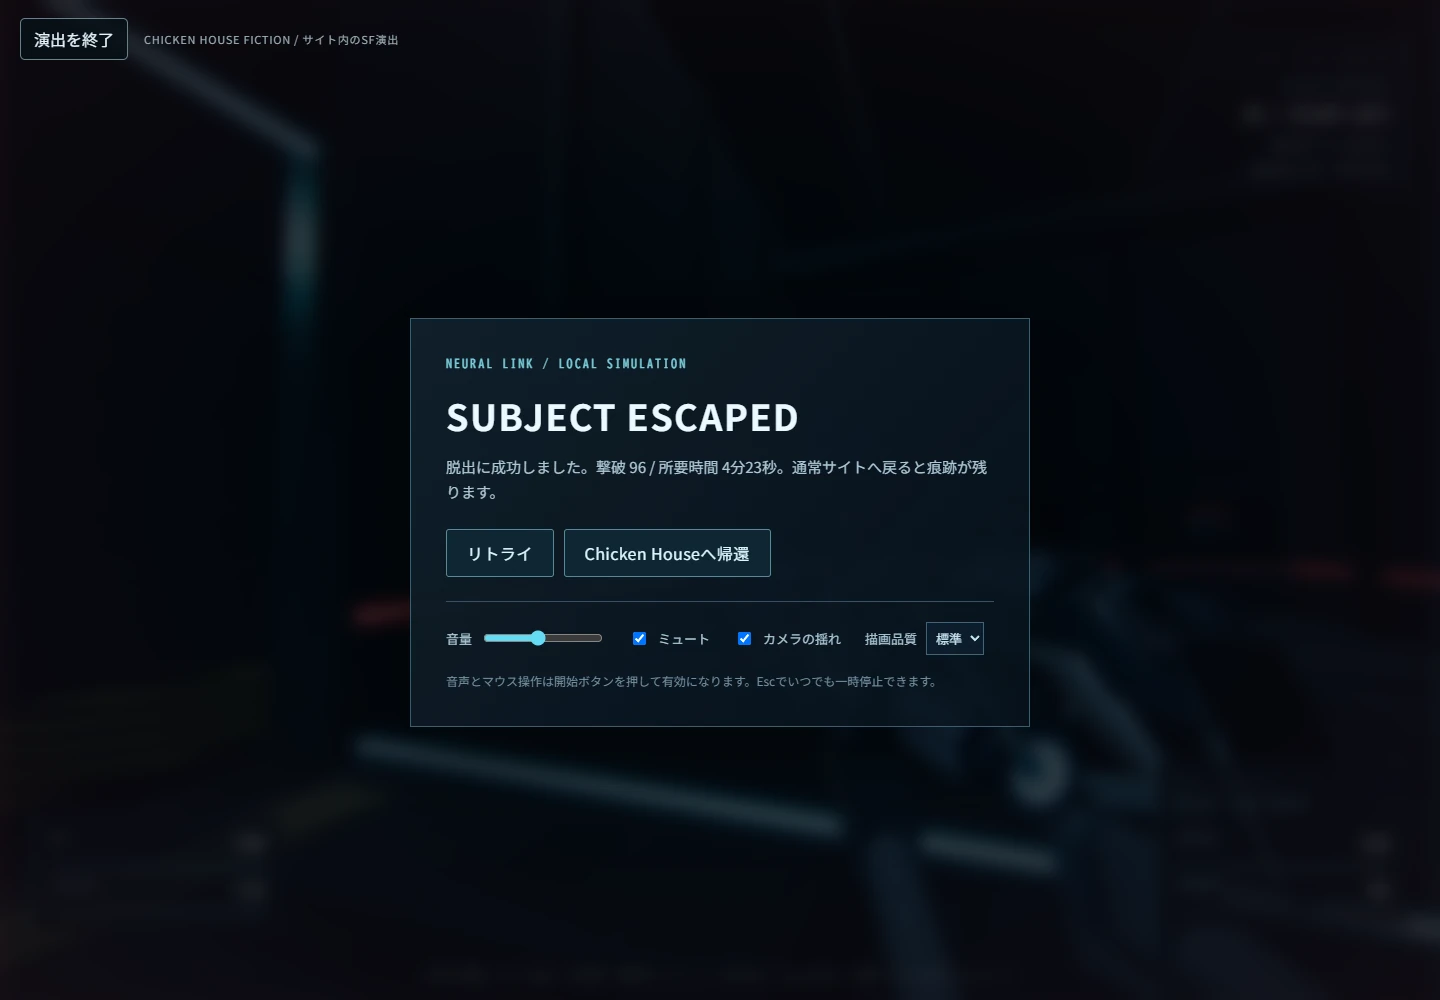 演出を終了
CHICKEN HOUSE FICTION / サイト内のSF演出
NEURAL LINK / LOCAL SIMULATION
SUBJECT ESCAPED
脱出に成功しました。撃破 96 / 所要時間 4分23秒。通常サイトへ戻ると痕跡が残
ります。
リトライ
Chicken Houseへ帰還
音量
ミュート
カメラの揺れ
描画品質
標準
音声とマウス操作は開始ボタンを押して有効になります。Escでいつでも一時停止できます。